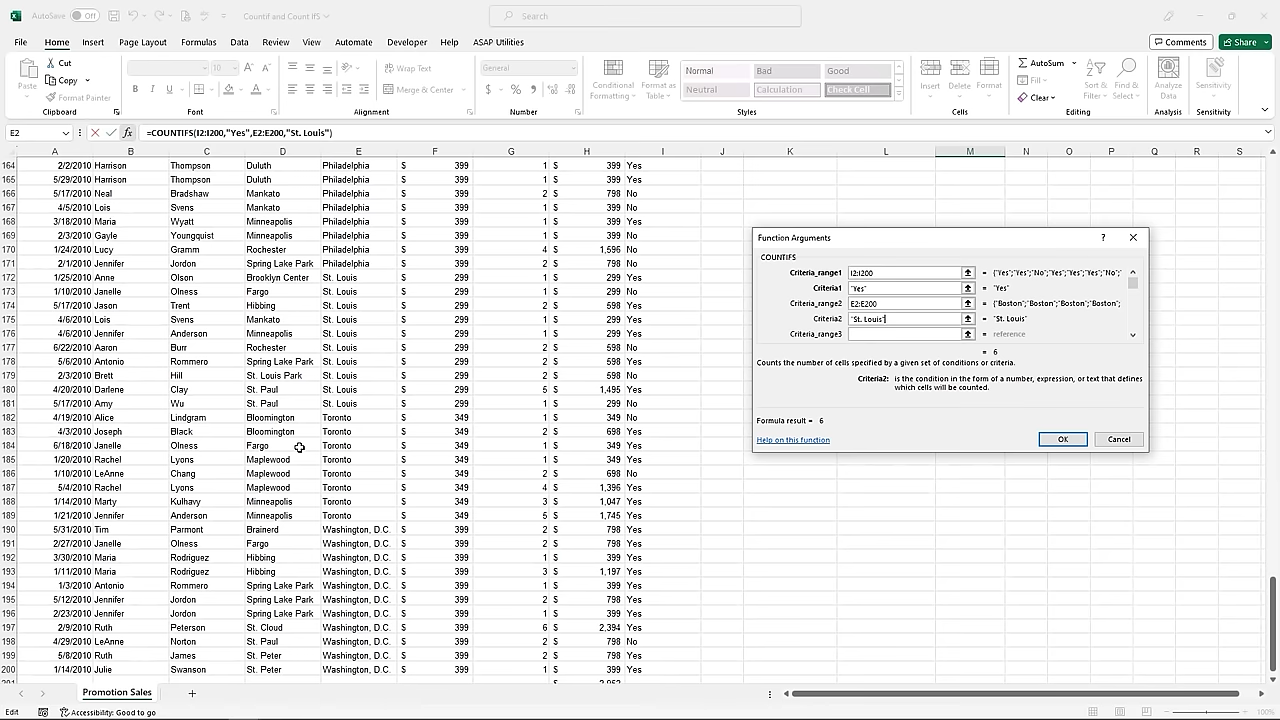 AutoSave Off Countif and Count IfS Search
File Home Insert Page Layout Formulas Data Review View Automate Developer Help ASAP Utilities Comments Share
Paste Cut Copy Format Painter Clipboard
10 Font
Wrap Text Merge & Center Alignment
General Number
Conditional Formatting Format as Table Normal Bad Good Neutral Calculation Check Cell Styles
Insert Delete Format Cells
AutoSum Fill Clear Sort & Filter Find & Select Editing
Analyze Data Analysis
Sensitivity Sensitivity
E2 fx =COUNTIFS(I2:I200,"Yes",E2:E200,"St. Louis")
A B C D E F G H I J K L M N O P Q R S
164 2/2/2010 Harrison Thompson Duluth Philadelphia $ 399 1 $ 399 Yes
165 5/29/2010 Harrison Thompson Duluth Philadelphia $ 399 1 $ 399 Yes
166 5/17/2010 Neal Bradshaw Mankato Philadelphia $ 399 2 $ 798 No
167 4/5/2010 Lois Svens Mankato Philadelphia $ 399 1 $ 399 No
168 3/18/2010 Maria Wyatt Minneapolis Philadelphia $ 399 1 $ 399 Yes
169 2/3/2010 Gayle Youngquist Minneapolis Philadelphia $ 399 1 $ 399 No
170 1/24/2010 Lucy Gramm Rochester Philadelphia $ 399 4 $ 1,596 No
171 2/1/2010 Jennifer Jordon Spring Lake Park Philadelphia $ 399 1 $ 399 No
172 1/25/2010 Anne Olson Brooklyn Center St. Louis $ 299 1 $ 299 Yes
173 1/10/2010 Janelle Olness Fargo St. Louis $ 299 1 $ 299 No
174 5/17/2010 Jason Trent Hibbing St. Louis $ 299 2 $ 598 Yes
175 4/6/2010 Lois Svens Mankato St. Louis $ 299 1 $ 299 Yes
176 4/6/2010 Jennifer Anderson Minneapolis St. Louis $ 299 1 $ 299 Yes
177 6/22/2010 Aaron Burr Rochester St. Louis $ 299 2 $ 598 No
178 5/6/2010 Antonio Rommero Spring Lake Park St. Louis $ 299 2 $ 598 Yes
179 2/3/2010 Brett Hill St. Louis Park St. Louis $ 299 2 $ 598 No
180 4/20/2010 Darlene Clay St. Paul St. Louis $ 299 5 $ 1,495 Yes
181 5/17/2010 Amy Wu St. Paul St. Louis $ 299 1 $ 299 No
182 4/19/2010 Alice Lindgram Bloomington Toronto $ 349 1 $ 349 No
183 4/3/2010 Joseph Black Bloomington Toronto $ 349 2 $ 698 Yes
184 6/18/2010 Janelle Olness Fargo Toronto $ 349 1 $ 349 Yes
185 1/20/2010 Rachel Lyons Maplewood Toronto $ 349 1 $ 349 Yes
186 1/10/2010 LeAnne Chang Maplewood Toronto $ 349 2 $ 698 No
187 5/4/2010 Rachel Lyons Maplewood Toronto $ 349 4 $ 1,396 Yes
188 1/14/2010 Marty Kulhavy Minneapolis Toronto $ 349 3 $ 1,047 Yes
189 1/21/2010 Jennifer Anderson Minneapolis Toronto $ 349 5 $ 1,745 Yes
190 5/31/2010 Tim Parmont Brainerd Washington, D.C. $ 399 2 $ 798 Yes
191 2/27/2010 Janelle Olness Fargo Washington, D.C. $ 399 2 $ 798 Yes
192 3/30/2010 Maria Rodriguez Hibbing Washington, D.C. $ 399 1 $ 399 Yes
193 1/11/2010 Maria Rodriguez Hibbing Washington, D.C. $ 399 3 $ 1,197 Yes
194 1/3/2010 Antonio Rommero Spring Lake Park Washington, D.C. $ 399 1 $ 399 Yes
195 5/12/2010 Jennifer Jordon Spring Lake Park Washington, D.C. $ 399 2 $ 798 Yes
196 2/23/2010 Jennifer Jordon Spring Lake Park Washington, D.C. $ 399 1 $ 399 Yes
197 2/9/2010 Ruth Peterson St. Cloud Washington, D.C. $ 399 6 $ 2,394 Yes
198 4/29/2010 LeAnne Norton St. Paul Washington, D.C. $ 399 2 $ 798 No
199 5/8/2010 Ruth James St. Peter Washington, D.C. $ 399 2 $ 798 Yes
200 1/14/2010 Julie Swanson St. Peter Washington, D.C. $ 399 1 $ 399 Yes
Function Arguments ?
COUNTIFS
Criteria_range1 I2:I200 = {"Yes";"Yes";"No";"Yes";"Yes";"Yes";"No";
Criteria1 "Yes" = "Yes"
Criteria_range2 E2:E200 = {"Boston";"Boston";"Boston";"Boston";
Criteria2 "St. Louis" = "St. Louis"
Criteria_range3 = reference
= 6
Counts the number of cells specified by a given set of conditions or criteria.
Criteria2: is the condition in the form of a number, expression, or text that defines
which cells will be counted.
Formula result = 6
Help on this function OK Cancel
Promotion Sales
Edit Accessibility: Good to go 100%